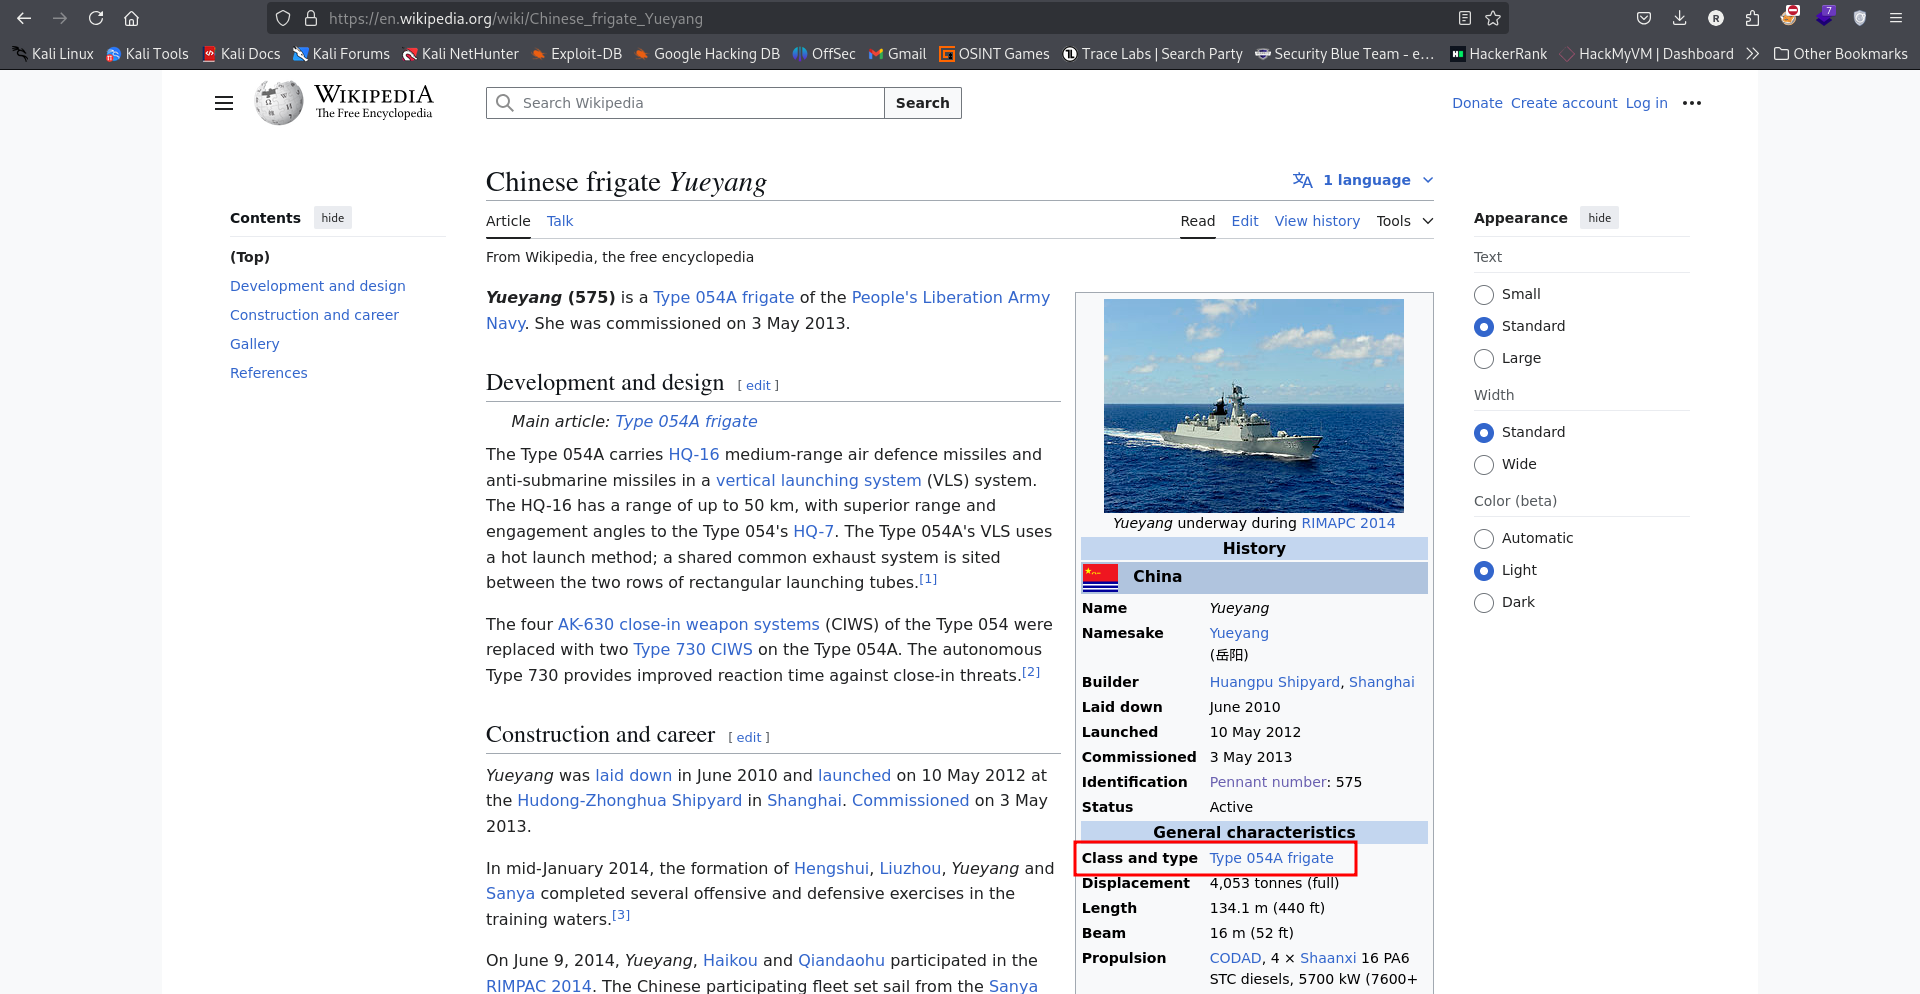 https://en.wikipedia.org/wiki/Chinese_frigate_Yueyang
R
7
Kali Linux Kali Tools Kali Docs Kali Forums Kali NetHunter Exploit-DB Google Hacking DB OffSec Gmail OSINT Games Trace Labs | Search Party Security Blue Team - e... HackerRank HackMyVM | Dashboard Other Bookmarks
WIKIPEDIA
The Free Encyclopedia
Search Wikipedia
Search
Donate Create account Log in
Contents hide
(Top)
Development and design
Construction and career
Gallery
References
Chinese frigate Yueyang
1 language
Article Talk
Read Edit View history Tools
From Wikipedia, the free encyclopedia
Yueyang (575) is a Type 054A frigate of the People's Liberation Army
Navy. She was commissioned on 3 May 2013.
Development and design [ edit ]
Main article: Type 054A frigate
The Type 054A carries HQ-16 medium-range air defence missiles and
anti-submarine missiles in a vertical launching system (VLS) system.
The HQ-16 has a range of up to 50 km, with superior range and
engagement angles to the Type 054's HQ-7. The Type 054A's VLS uses
a hot launch method; a shared common exhaust system is sited
between the two rows of rectangular launching tubes.[1]
The four AK-630 close-in weapon systems (CIWS) of the Type 054 were
replaced with two Type 730 CIWS on the Type 054A. The autonomous
Type 730 provides improved reaction time against close-in threats.[2]
Construction and career [ edit ]
Yueyang was laid down in June 2010 and launched on 10 May 2012 at
the Hudong-Zhonghua Shipyard in Shanghai. Commissioned on 3 May
2013.
In mid-January 2014, the formation of Hengshui, Liuzhou, Yueyang and
Sanya completed several offensive and defensive exercises in the
training waters.[3]
On June 9, 2014, Yueyang, Haikou and Qiandaohu participated in the
RIMPAC 2014. The Chinese participating fleet set sail from the Sanya
Yueyang underway during RIMAPC 2014
History
China
Name Yueyang
Namesake Yueyang
(岳阳)
Builder Huangpu Shipyard, Shanghai
Laid down June 2010
Launched 10 May 2012
Commissioned 3 May 2013
Identification Pennant number: 575
Status Active
General characteristics
Class and type Type 054A frigate
Displacement 4,053 tonnes (full)
Length 134.1 m (440 ft)
Beam 16 m (52 ft)
Propulsion CODAD, 4 × Shaanxi 16 PA6
STC diesels, 5700 kW (7600+
Appearance hide
Text
Small
Standard
Large
Width
Standard
Wide
Color (beta)
Automatic
Light
Dark